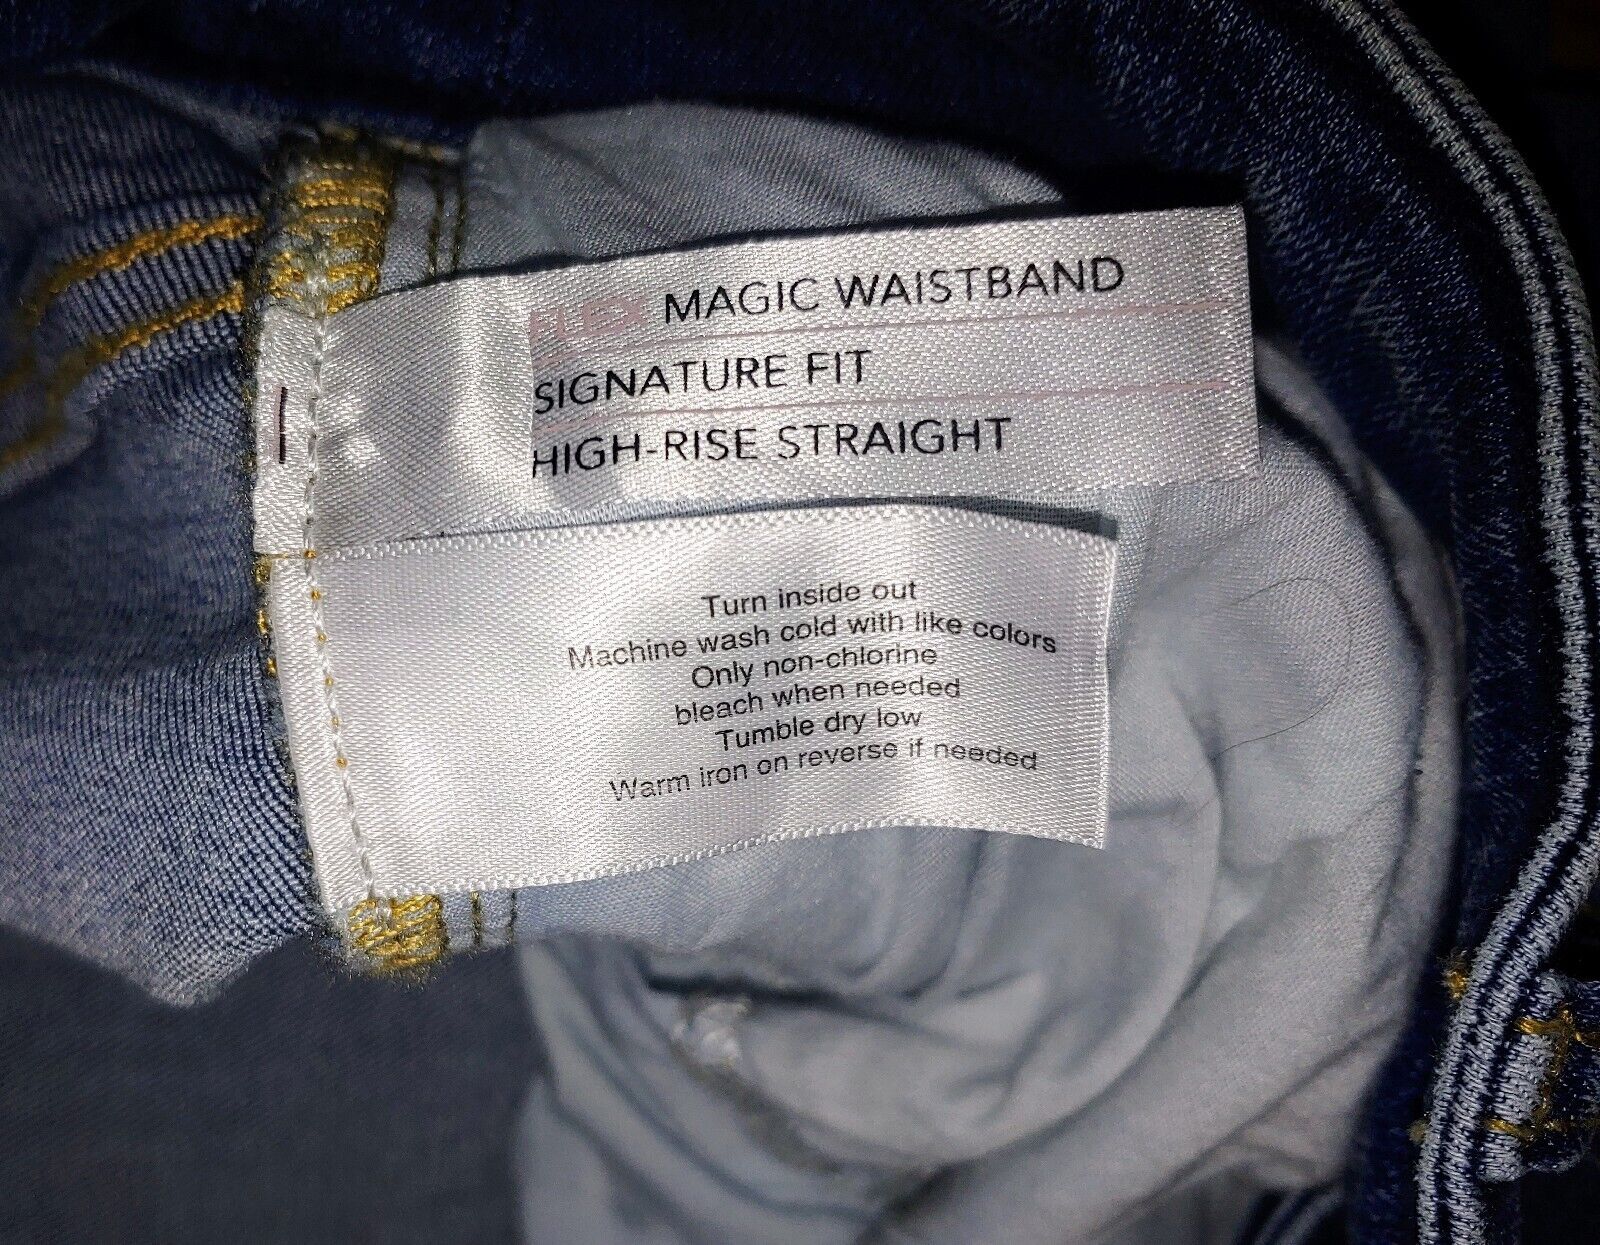 FLEX MAGIC WAISTBAND
SIGNATURE FIT
HIGH-RISE STRAIGHT
Turn inside out
Machine wash cold with like colors
Only non-chlorine
bleach when needed
Tumble dry low
Warm iron on reverse if needed